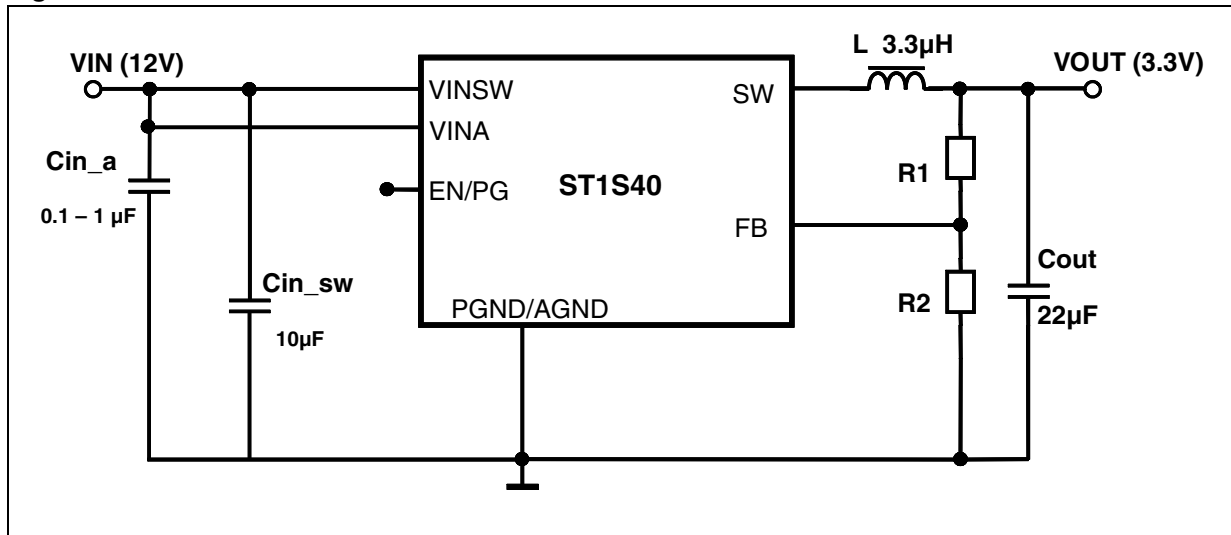 L 3.3µH
VIN (12V)
VOUT (3.3V)
VINSW
SW
VINA
Cin_a
R1
EN/PG
ST1S40
0.1 – 1 µF
FB
Cout
Cin_sw
R2
PGND/AGND
22µF
10µF